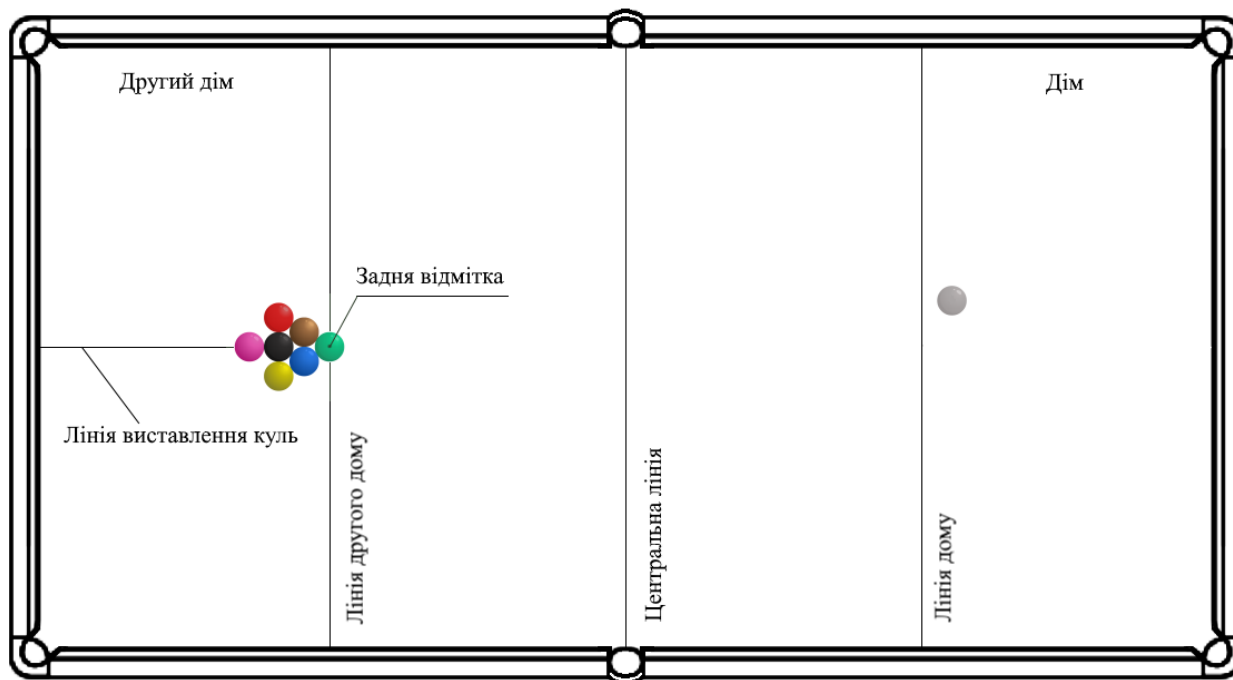 Другий дім
Дім
Задня відмітка
Лінія виставлення куль
Лінія другого дому
Центральна лінія
Лінія дому